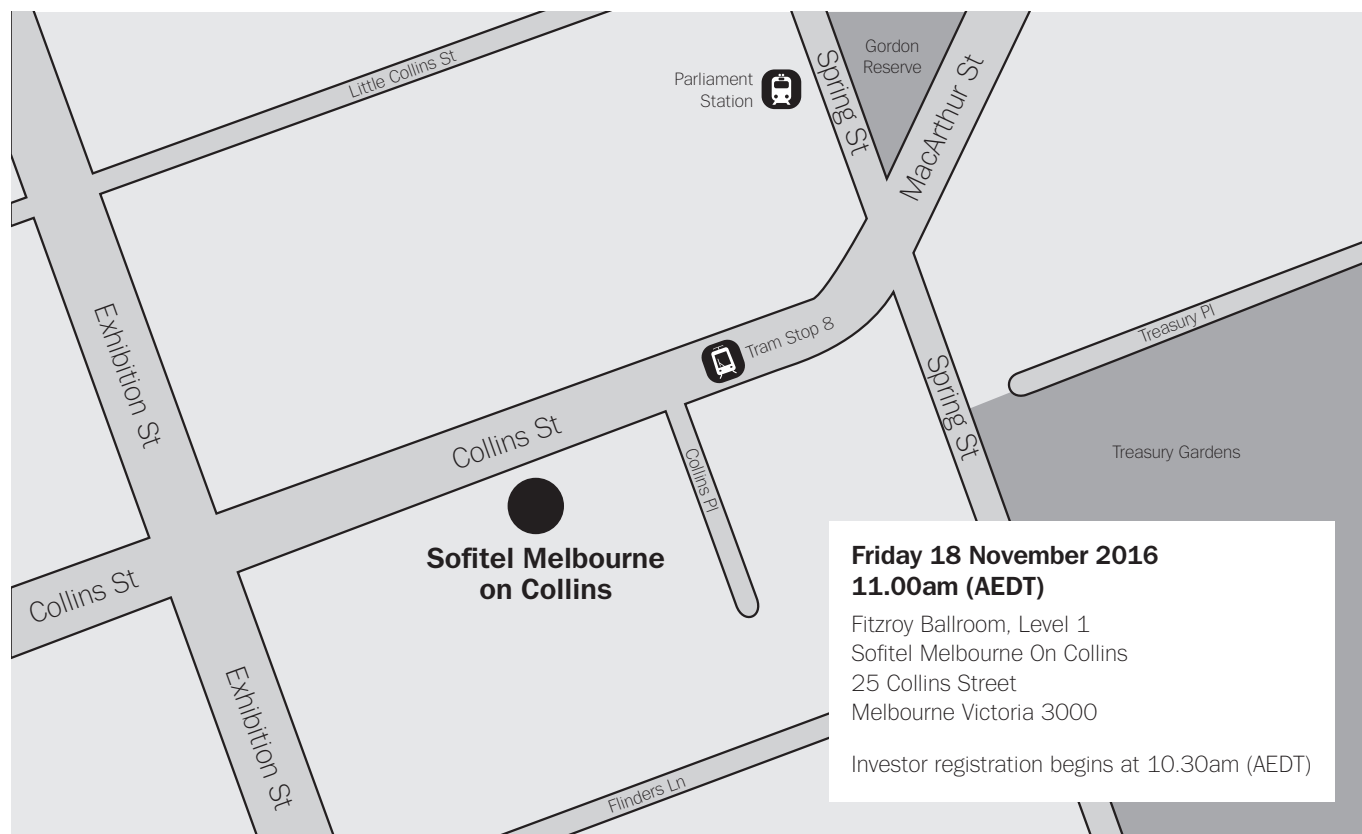 Little Collins St
Parliament
Station
Spring St
Gordon
Reserve
MacArthur St
Exhibition St
Tram Stop 8
Treasury Pl
Spring St
Collins St
Collins Pl
Treasury Gardens
Sofitel Melbourne
on Collins
Collins St
Exhibition St
Flinders Ln
Friday 18 November 2016
11.00am (AEDT)
Fitzroy Ballroom, Level 1
Sofitel Melbourne On Collins
25 Collins Street
Melbourne Victoria 3000
Investor registration begins at 10.30am (AEDT)